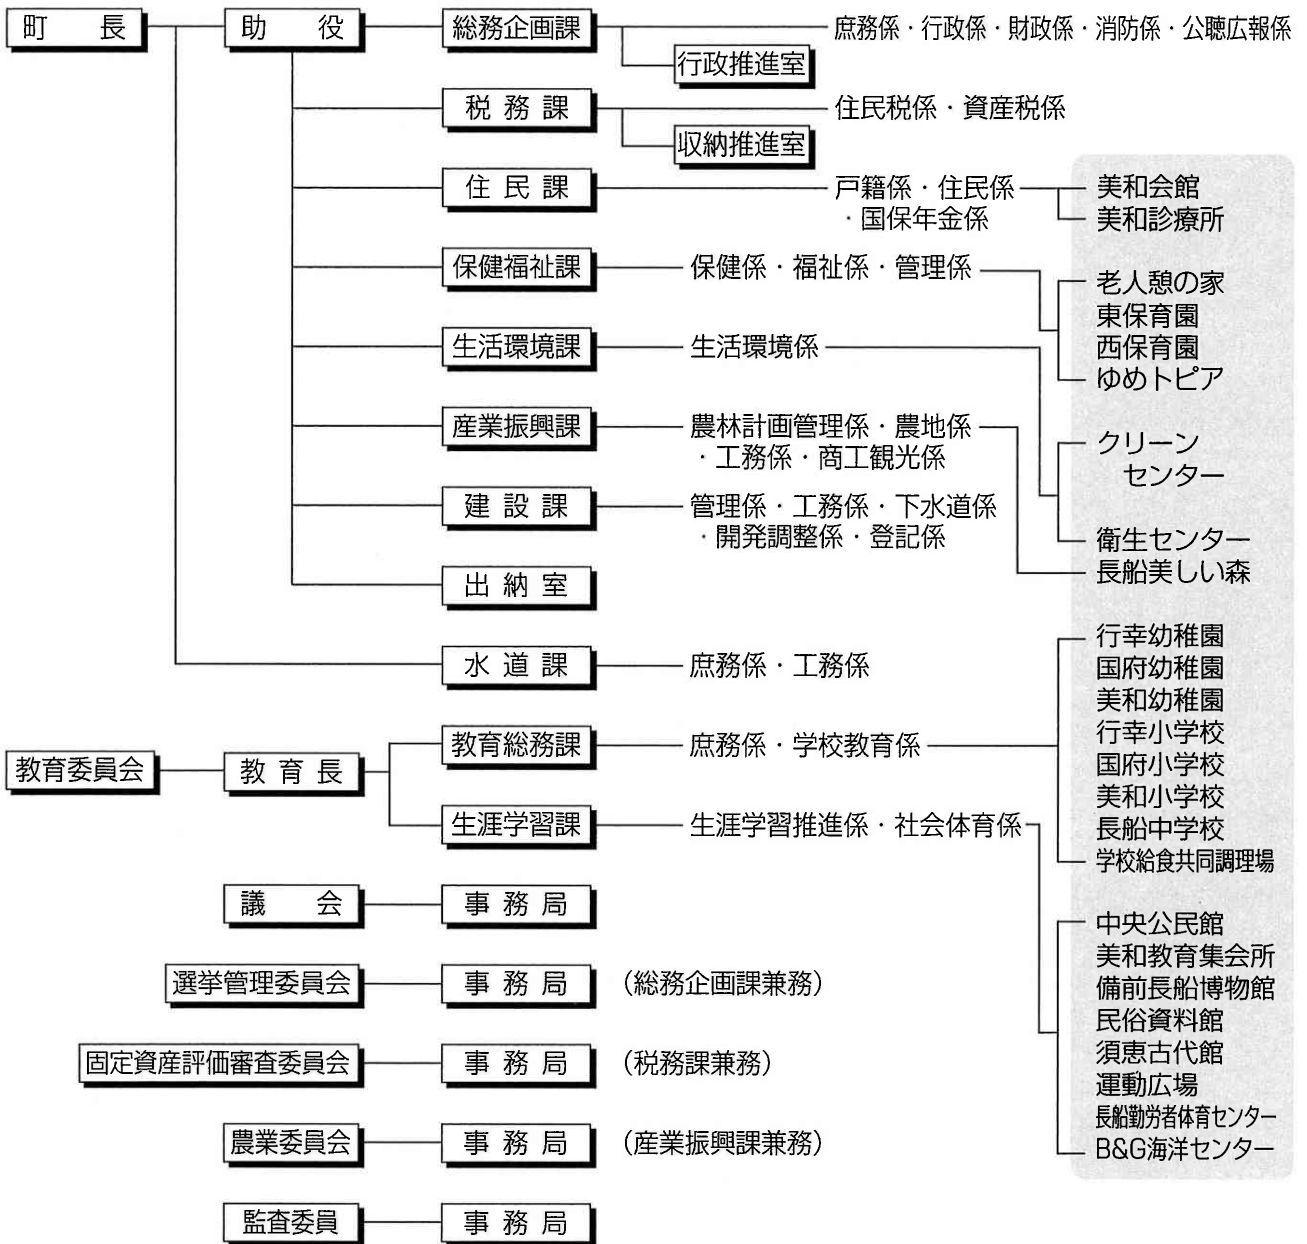 町長
助役
総務企画課
庶務係・行政係・財政係・消防係・公聴広報係
行政推進室
税務課
住民税係・資産税係
収納推進室
住民課
戸籍係・住民係
・国保年金係
美和会館
美和診療所
保健福祉課
保健係・福祉係・管理係
老人憩の家
東保育園
西保育園
ゆめトピア
生活環境課
生活環境係
クリーン
センター
衛生センター
産業振興課
農林計画管理係・農地係
・工務係・商工観光係
長船美しい森
建設課
管理係・工務係・下水道係
・開発調整係・登記係
出納室
水道課
庶務係・工務係
教育委員会
教育長
教育総務課
庶務係・学校教育係
行幸幼稚園
国府幼稚園
美和幼稚園
行幸小学校
国府小学校
美和小学校
長船中学校
学校給食共同調理場
生涯学習課
生涯学習推進係・社会体育係
中央公民館
美和教育集会所
備前長船博物館
民俗資料館
須恵古代館
運動広場
長船勤労者体育センター
B&G海洋センター
議会
事務局
選挙管理委員会
事務局
（総務企画課兼務）
固定資産評価審査委員会
事務局
（税務課兼務）
農業委員会
事務局
（産業振興課兼務）
監査委員
事務局